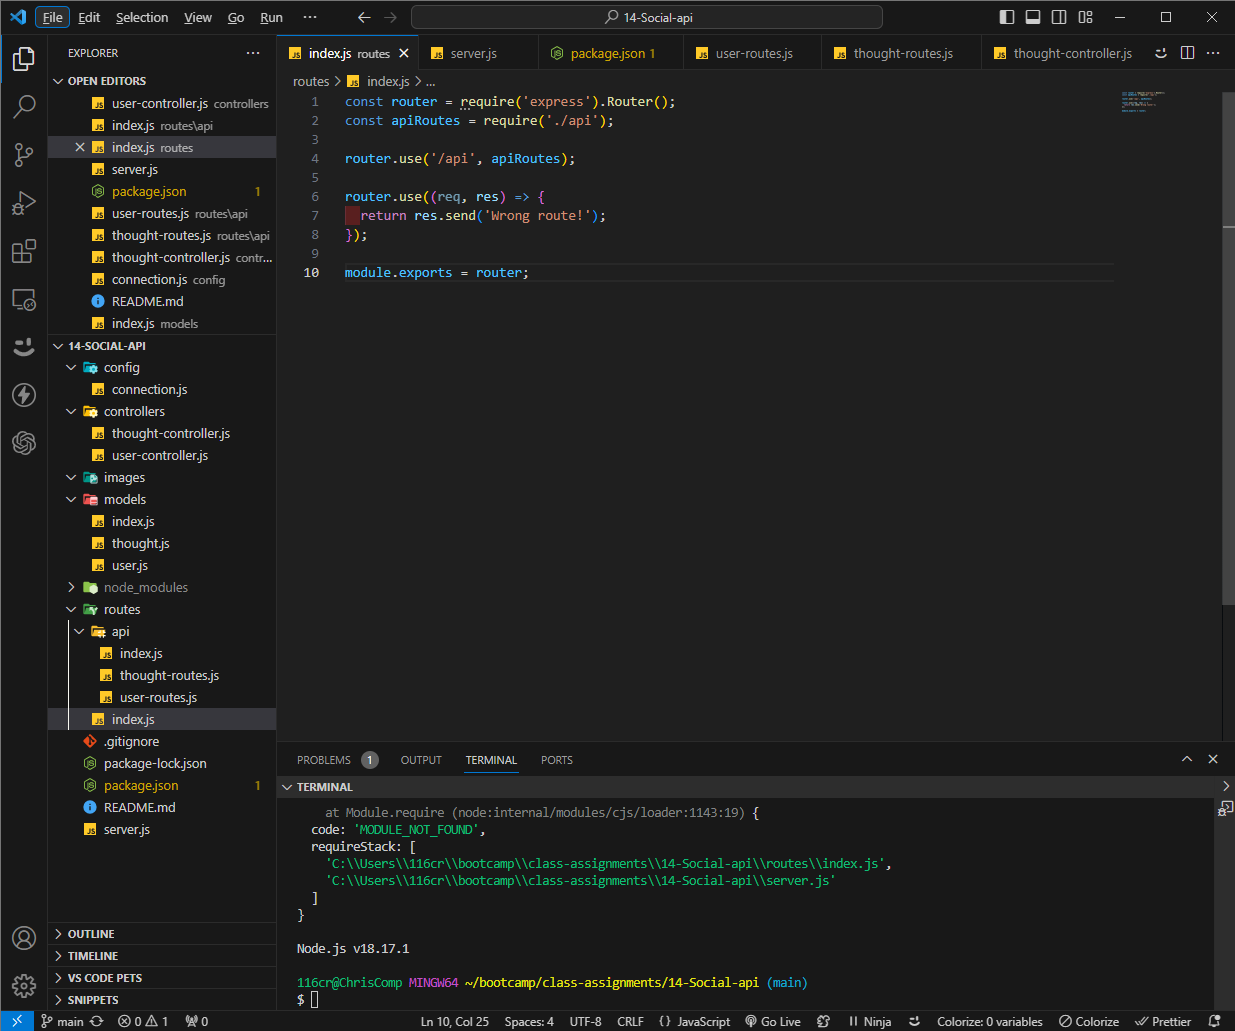 File Edit Selection View Go Run ··· 14-Social-api
EXPLORER ···
OPEN EDITORS
user-controller.js controllers
index.js routes\api
index.js routes
server.js
package.json 1
user-routes.js routes\api
thought-routes.js routes\api
thought-controller.js contr...
connection.js config
README.md
index.js models
14-SOCIAL-API
config
connection.js
controllers
thought-controller.js
user-controller.js
images
models
index.js
thought.js
user.js
node_modules
routes
api
index.js
thought-routes.js
user-routes.js
index.js
.gitignore
package-lock.json
package.json 1
README.md
server.js
OUTLINE
TIMELINE
VS CODE PETS
SNIPPETS
index.js routes server.js package.json 1 user-routes.js thought-routes.js thought-controller.js ···
routes > index.js > ...
1 const router = require('express').Router();
2 const apiRoutes = require('./api');
3
4 router.use('/api', apiRoutes);
5
6 router.use((req, res) => {
7 return res.send('Wrong route!');
8 });
9
10 module.exports = router;
PROBLEMS 1 OUTPUT TERMINAL PORTS
TERMINAL
at Module.require (node:internal/modules/cjs/loader:1143:19) {
code: 'MODULE_NOT_FOUND',
requireStack: [
'C:\\Users\\116cr\\bootcamp\\class-assignments\\14-Social-api\\routes\\index.js',
'C:\\Users\\116cr\\bootcamp\\class-assignments\\14-Social-api\\server.js'
]
}
Node.js v18.17.1
116cr@ChrisComp MINGW64 ~/bootcamp/class-assignments/14-Social-api (main)
$
main 0 1 0 Ln 10, Col 25 Spaces: 4 UTF-8 CRLF {} JavaScript Go Live Ninja Colorize: 0 variables Colorize Prettier